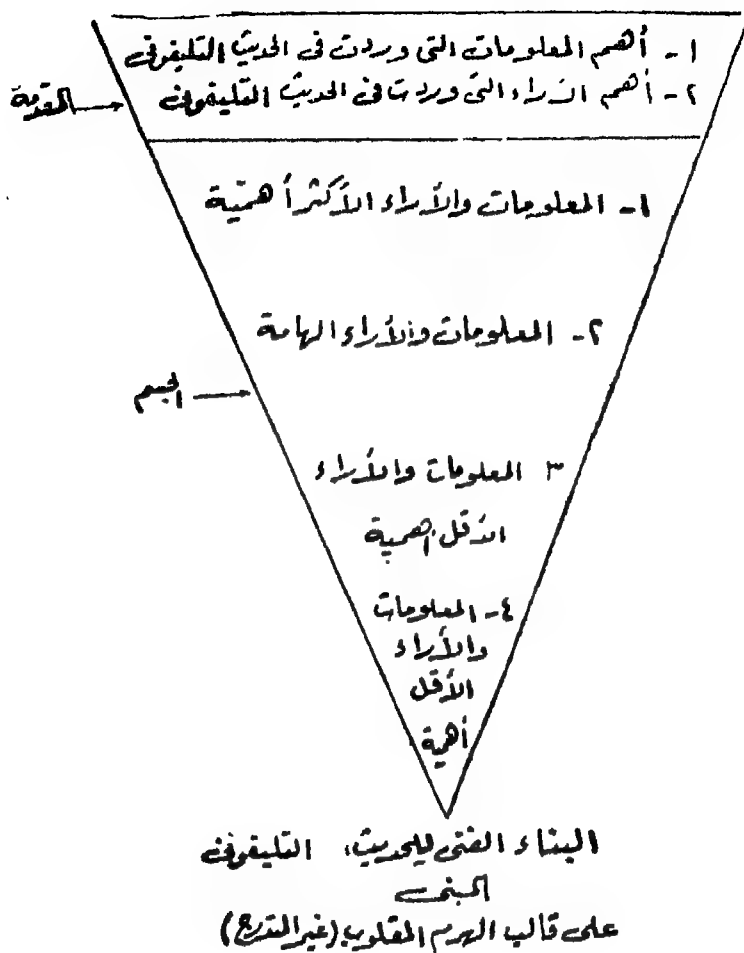 ١- أهم المعلومات التى وردت فى الحديث التليفونى
٢- أهم الآراء التى وردت فى الحديث التليفونى
المقدمة
١- المعلومات والآراء الأكثر أهمية
٢- المعلومات والآراء الهامة
الجسم
٣ المعلومات والآراء
الأقل أهمية
٤- المعلومات
والآراء
الأقل
أهمية
البناء الفنى للحديث التليفونى
المبنى
على قالب الهرم المقلوب (غير المتدرج)